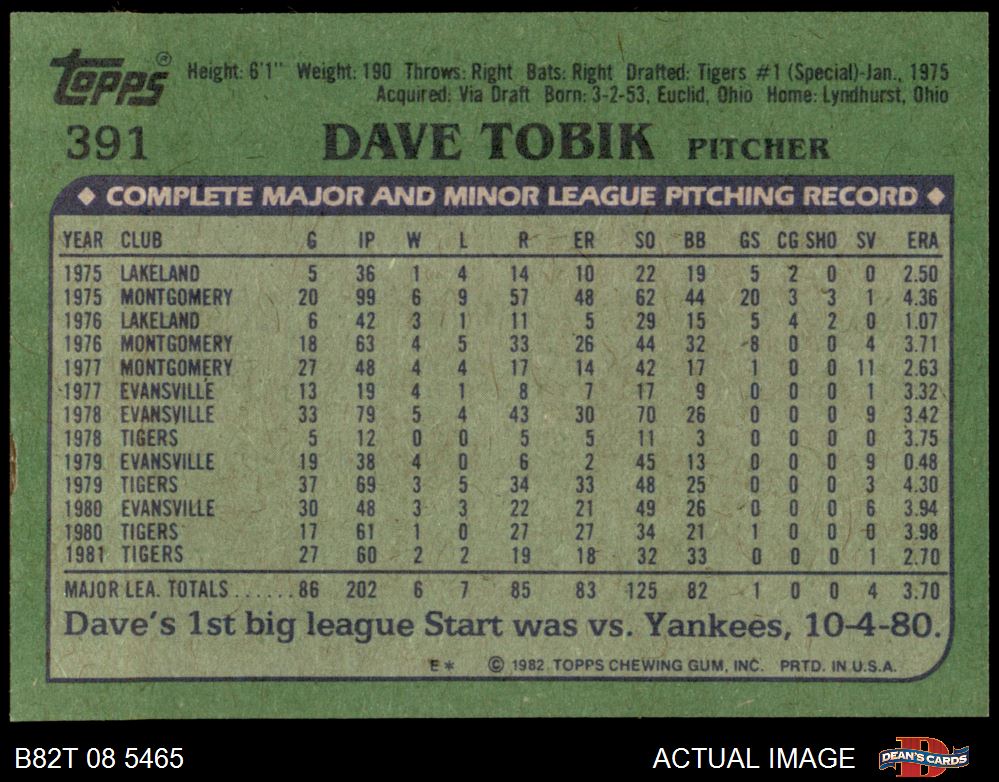 Topps® Height: 6'1" Weight: 190 Throws: Right Bats: Right Drafted: Tigers #1 (Special)-Jan., 1975
Acquired: Via Draft Born: 3-2-53, Euclid, Ohio Home: Lyndhurst, Ohio
391 DAVE TOBIK PITCHER
◆ COMPLETE MAJOR AND MINOR LEAGUE PITCHING RECORD ◆
YEAR CLUB G IP W L R ER SO BB GS CG SHO SV ERA
1975 LAKELAND 5 36 1 4 14 10 22 19 5 2 0 0 2.50
1975 MONTGOMERY 20 99 6 9 57 48 62 44 20 3 3 1 4.36
1976 LAKELAND 6 42 3 1 11 5 29 15 5 4 2 0 1.07
1976 MONTGOMERY 18 63 4 5 33 26 44 32 8 0 0 4 3.71
1977 MONTGOMERY 27 48 4 4 17 14 42 17 1 0 0 11 2.63
1977 EVANSVILLE 13 19 4 1 8 7 17 9 0 0 0 1 3.32
1978 EVANSVILLE 33 79 5 4 43 30 70 26 0 0 0 9 3.42
1978 TIGERS 5 12 0 0 5 5 11 3 0 0 0 0 3.75
1979 EVANSVILLE 19 38 4 0 6 2 45 13 0 0 0 9 0.48
1979 TIGERS 37 69 3 5 34 33 48 25 0 0 0 3 4.30
1980 EVANSVILLE 30 48 3 3 22 21 49 26 0 0 0 6 3.94
1980 TIGERS 17 61 1 0 27 27 34 21 1 0 0 0 3.98
1981 TIGERS 27 60 2 2 19 18 32 33 0 0 0 1 2.70
MAJOR LEA. TOTALS ...... 86 202 6 7 85 83 125 82 1 0 0 4 3.70
Dave's 1st big league Start was vs. Yankees, 10-4-80.
E* © 1982 TOPPS CHEWING GUM, INC. PRTD. IN U.S.A.
B82T 08 5465 ACTUAL IMAGE DEAN'S CARDS